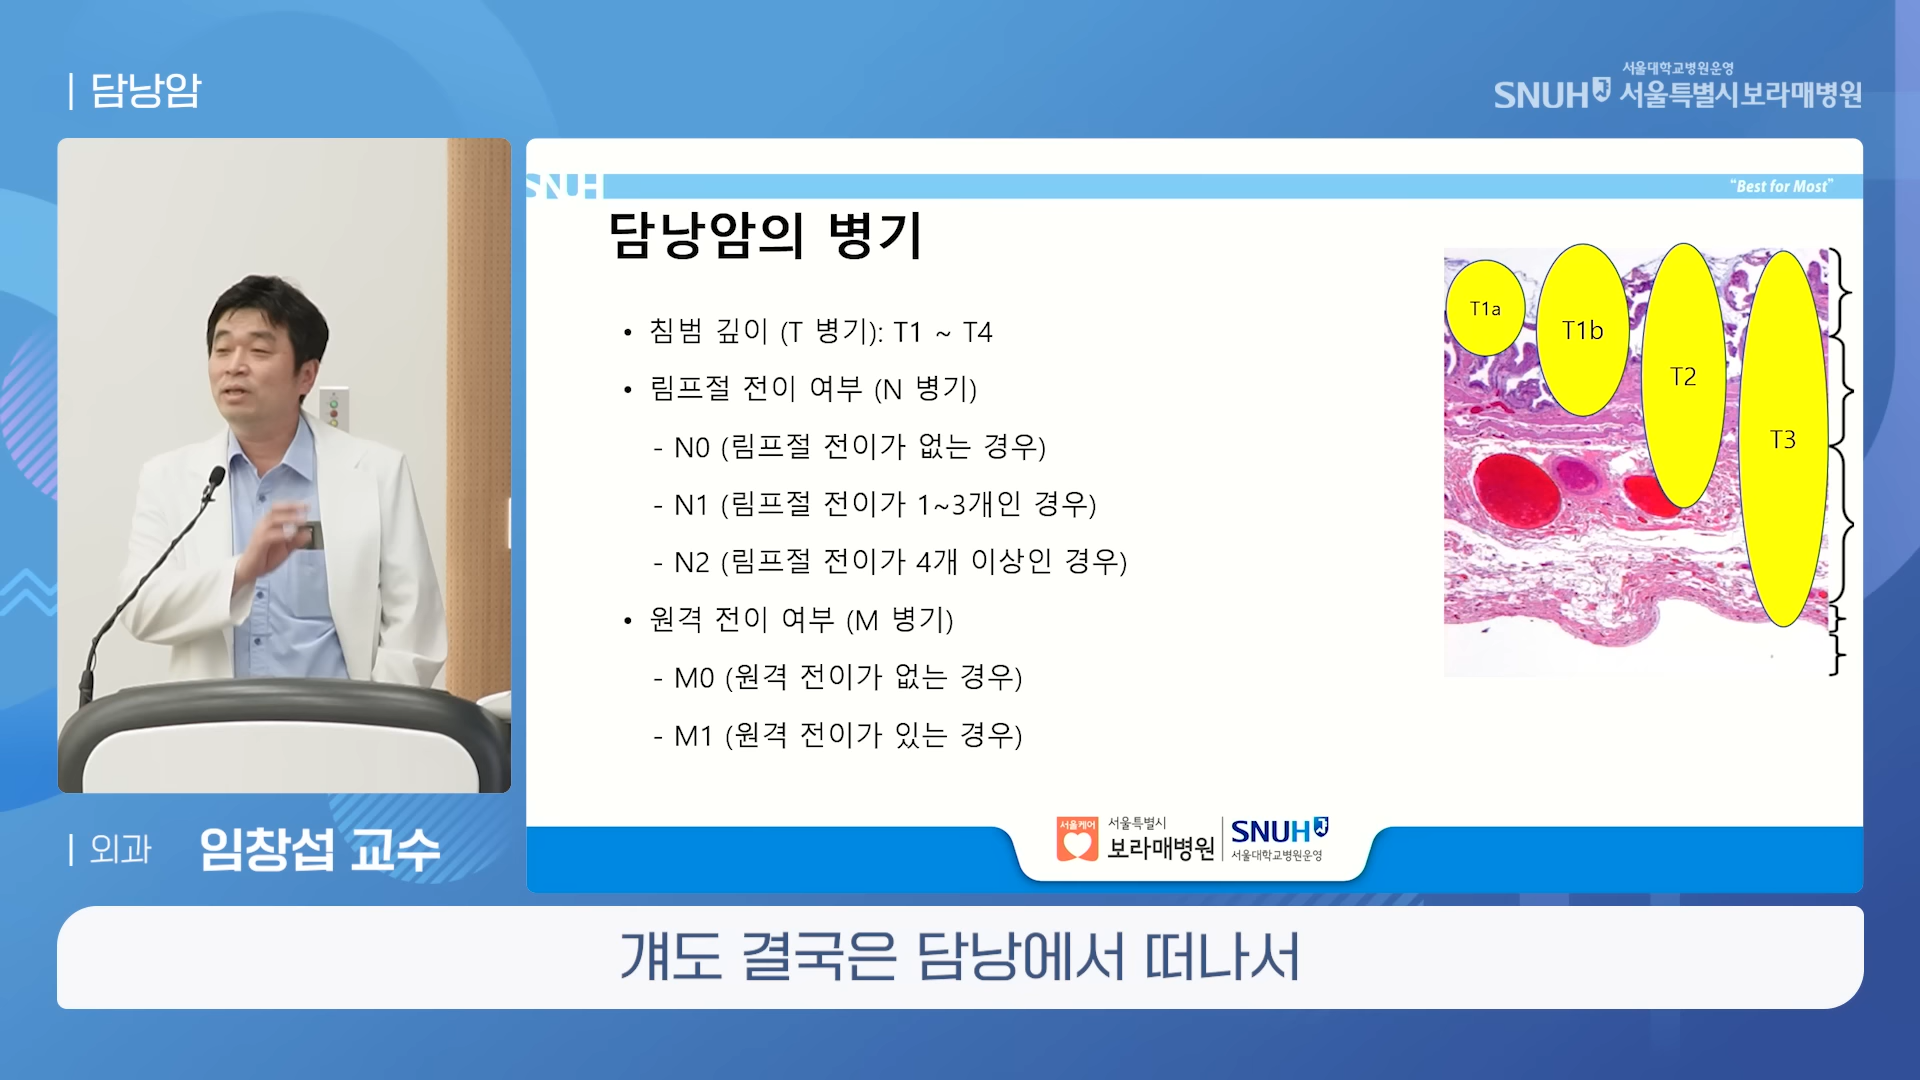 | 담낭암
서울대학교병원운영
SNUH 서울특별시보라매병원
SNUH
“Best for Most”
담낭암의 병기
• 침범 깊이 (T 병기): T1 ~ T4
• 림프절 전이 여부 (N 병기)
- N0 (림프절 전이가 없는 경우)
- N1 (림프절 전이가 1~3개인 경우)
- N2 (림프절 전이가 4개 이상인 경우)
• 원격 전이 여부 (M 병기)
- M0 (원격 전이가 없는 경우)
- M1 (원격 전이가 있는 경우)
T1a
T1b
T2
T3
서울케어
서울특별시
보라매병원
SNUH
서울대학교병원운영
| 외과 임창섭 교수
걔도 결국은 담낭에서 떠나서